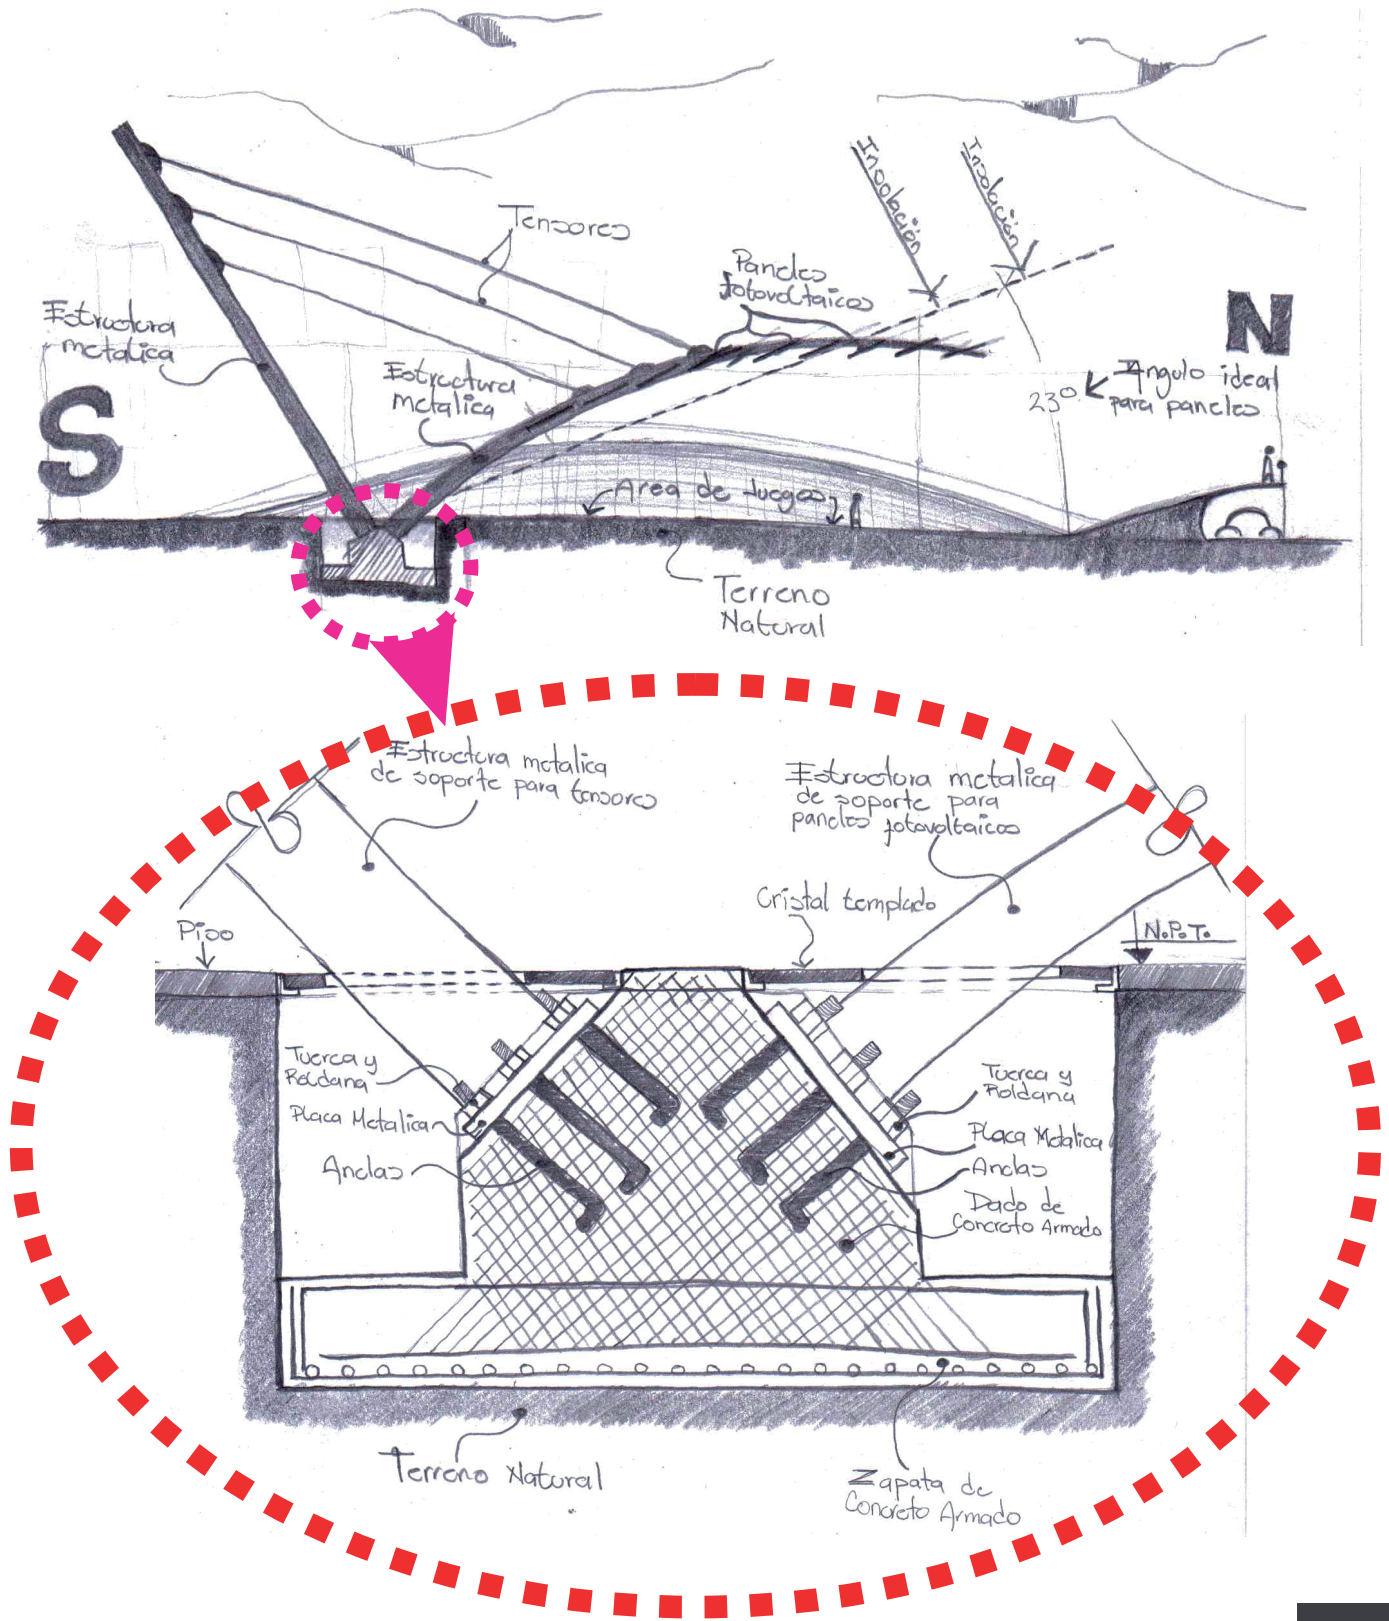 Tensores
Insolación
Insolación
Paneles
fotovoltaicos
Estructura
metalica
N
Estructura
metalica
Angulo ideal
para paneles
23°
S
Area de Juegos
Terreno
Natural
Estructura metalica
de soporte para tensores
Estructura metalica
de soporte para
paneles fotovoltaicos
Cristal templado
Piso
N.P.T.
Tuerca y
Roldana
Placa Metalica
Anclas
Tuerca y
Roldana
Placa Metalica
Anclas
Dado de
Concreto Armado
Terreno Natural
Zapata de
Concreto Armado